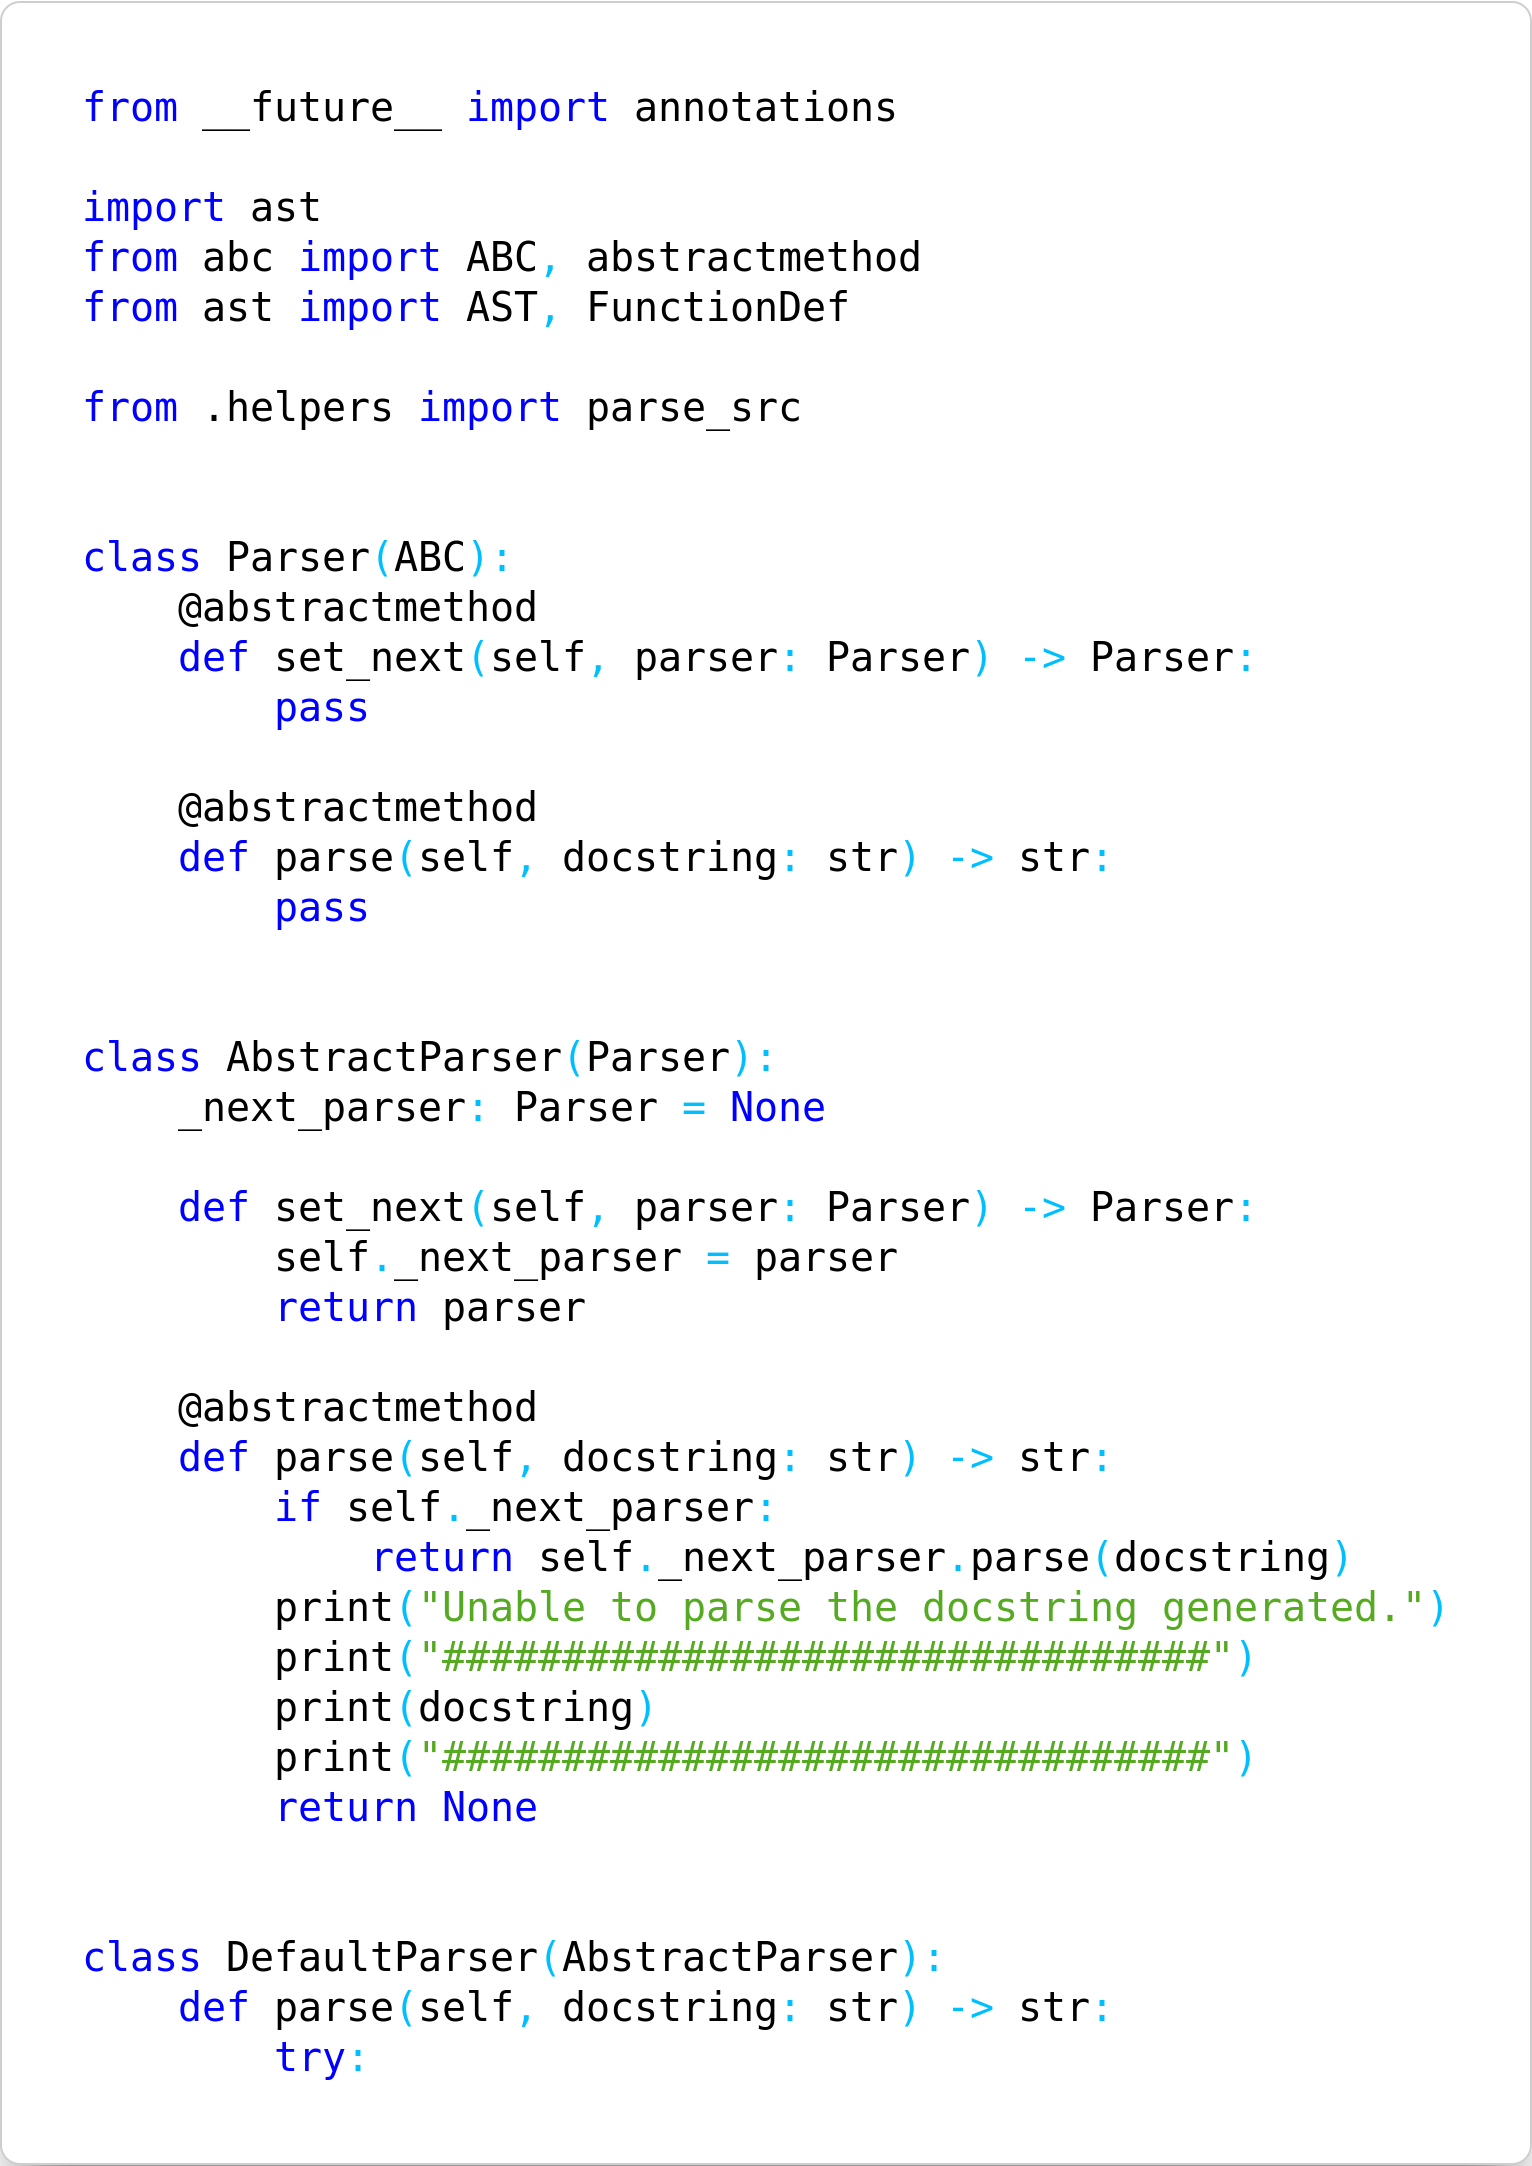 from __future__ import annotations

import ast
from abc import ABC, abstractmethod
from ast import AST, FunctionDef

from .helpers import parse_src


class Parser(ABC):
    @abstractmethod
    def set_next(self, parser: Parser) -> Parser:
        pass

    @abstractmethod
    def parse(self, docstring: str) -> str:
        pass


class AbstractParser(Parser):
    _next_parser: Parser = None

    def set_next(self, parser: Parser) -> Parser:
        self._next_parser = parser
        return parser

    @abstractmethod
    def parse(self, docstring: str) -> str:
        if self._next_parser:
            return self._next_parser.parse(docstring)
        print("Unable to parse the docstring generated.")
        print("################################")
        print(docstring)
        print("################################")
        return None


class DefaultParser(AbstractParser):
    def parse(self, docstring: str) -> str:
        try: